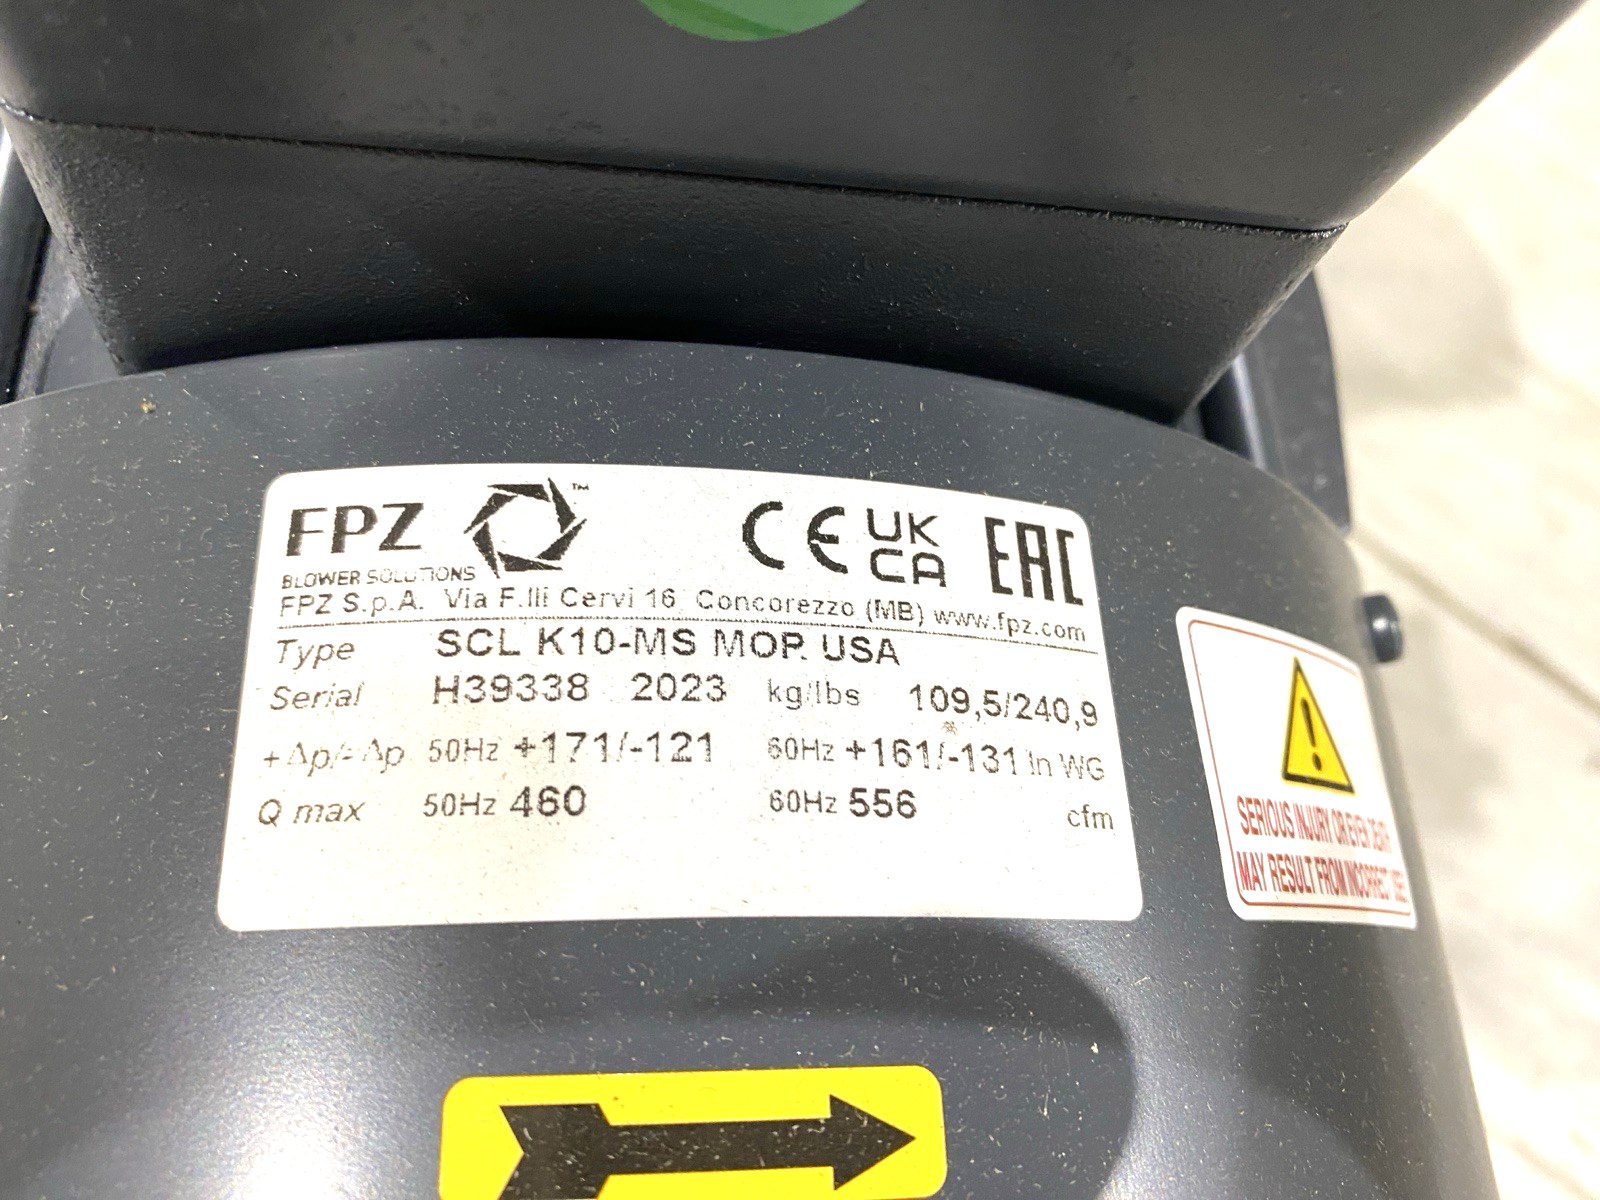 FPZ ™
BLOWER SOLUTIONS
CE UK CA EAC
FPZ S.p.A. Via F.lli Cervi 16 Concorezzo (MB) www.fpz.com
Type SCL K10-MS MOP. USA
Serial H39338 2023 kg/lbs 109,5/240,9
+Δp/-Δp 50Hz +171/-121 60Hz +161/-131 In WG
Q max 50Hz 460 60Hz 556 cfm
SERIOUS INJURY OR EVEN DEATH
MAY RESULT FROM INCORRECT USE!